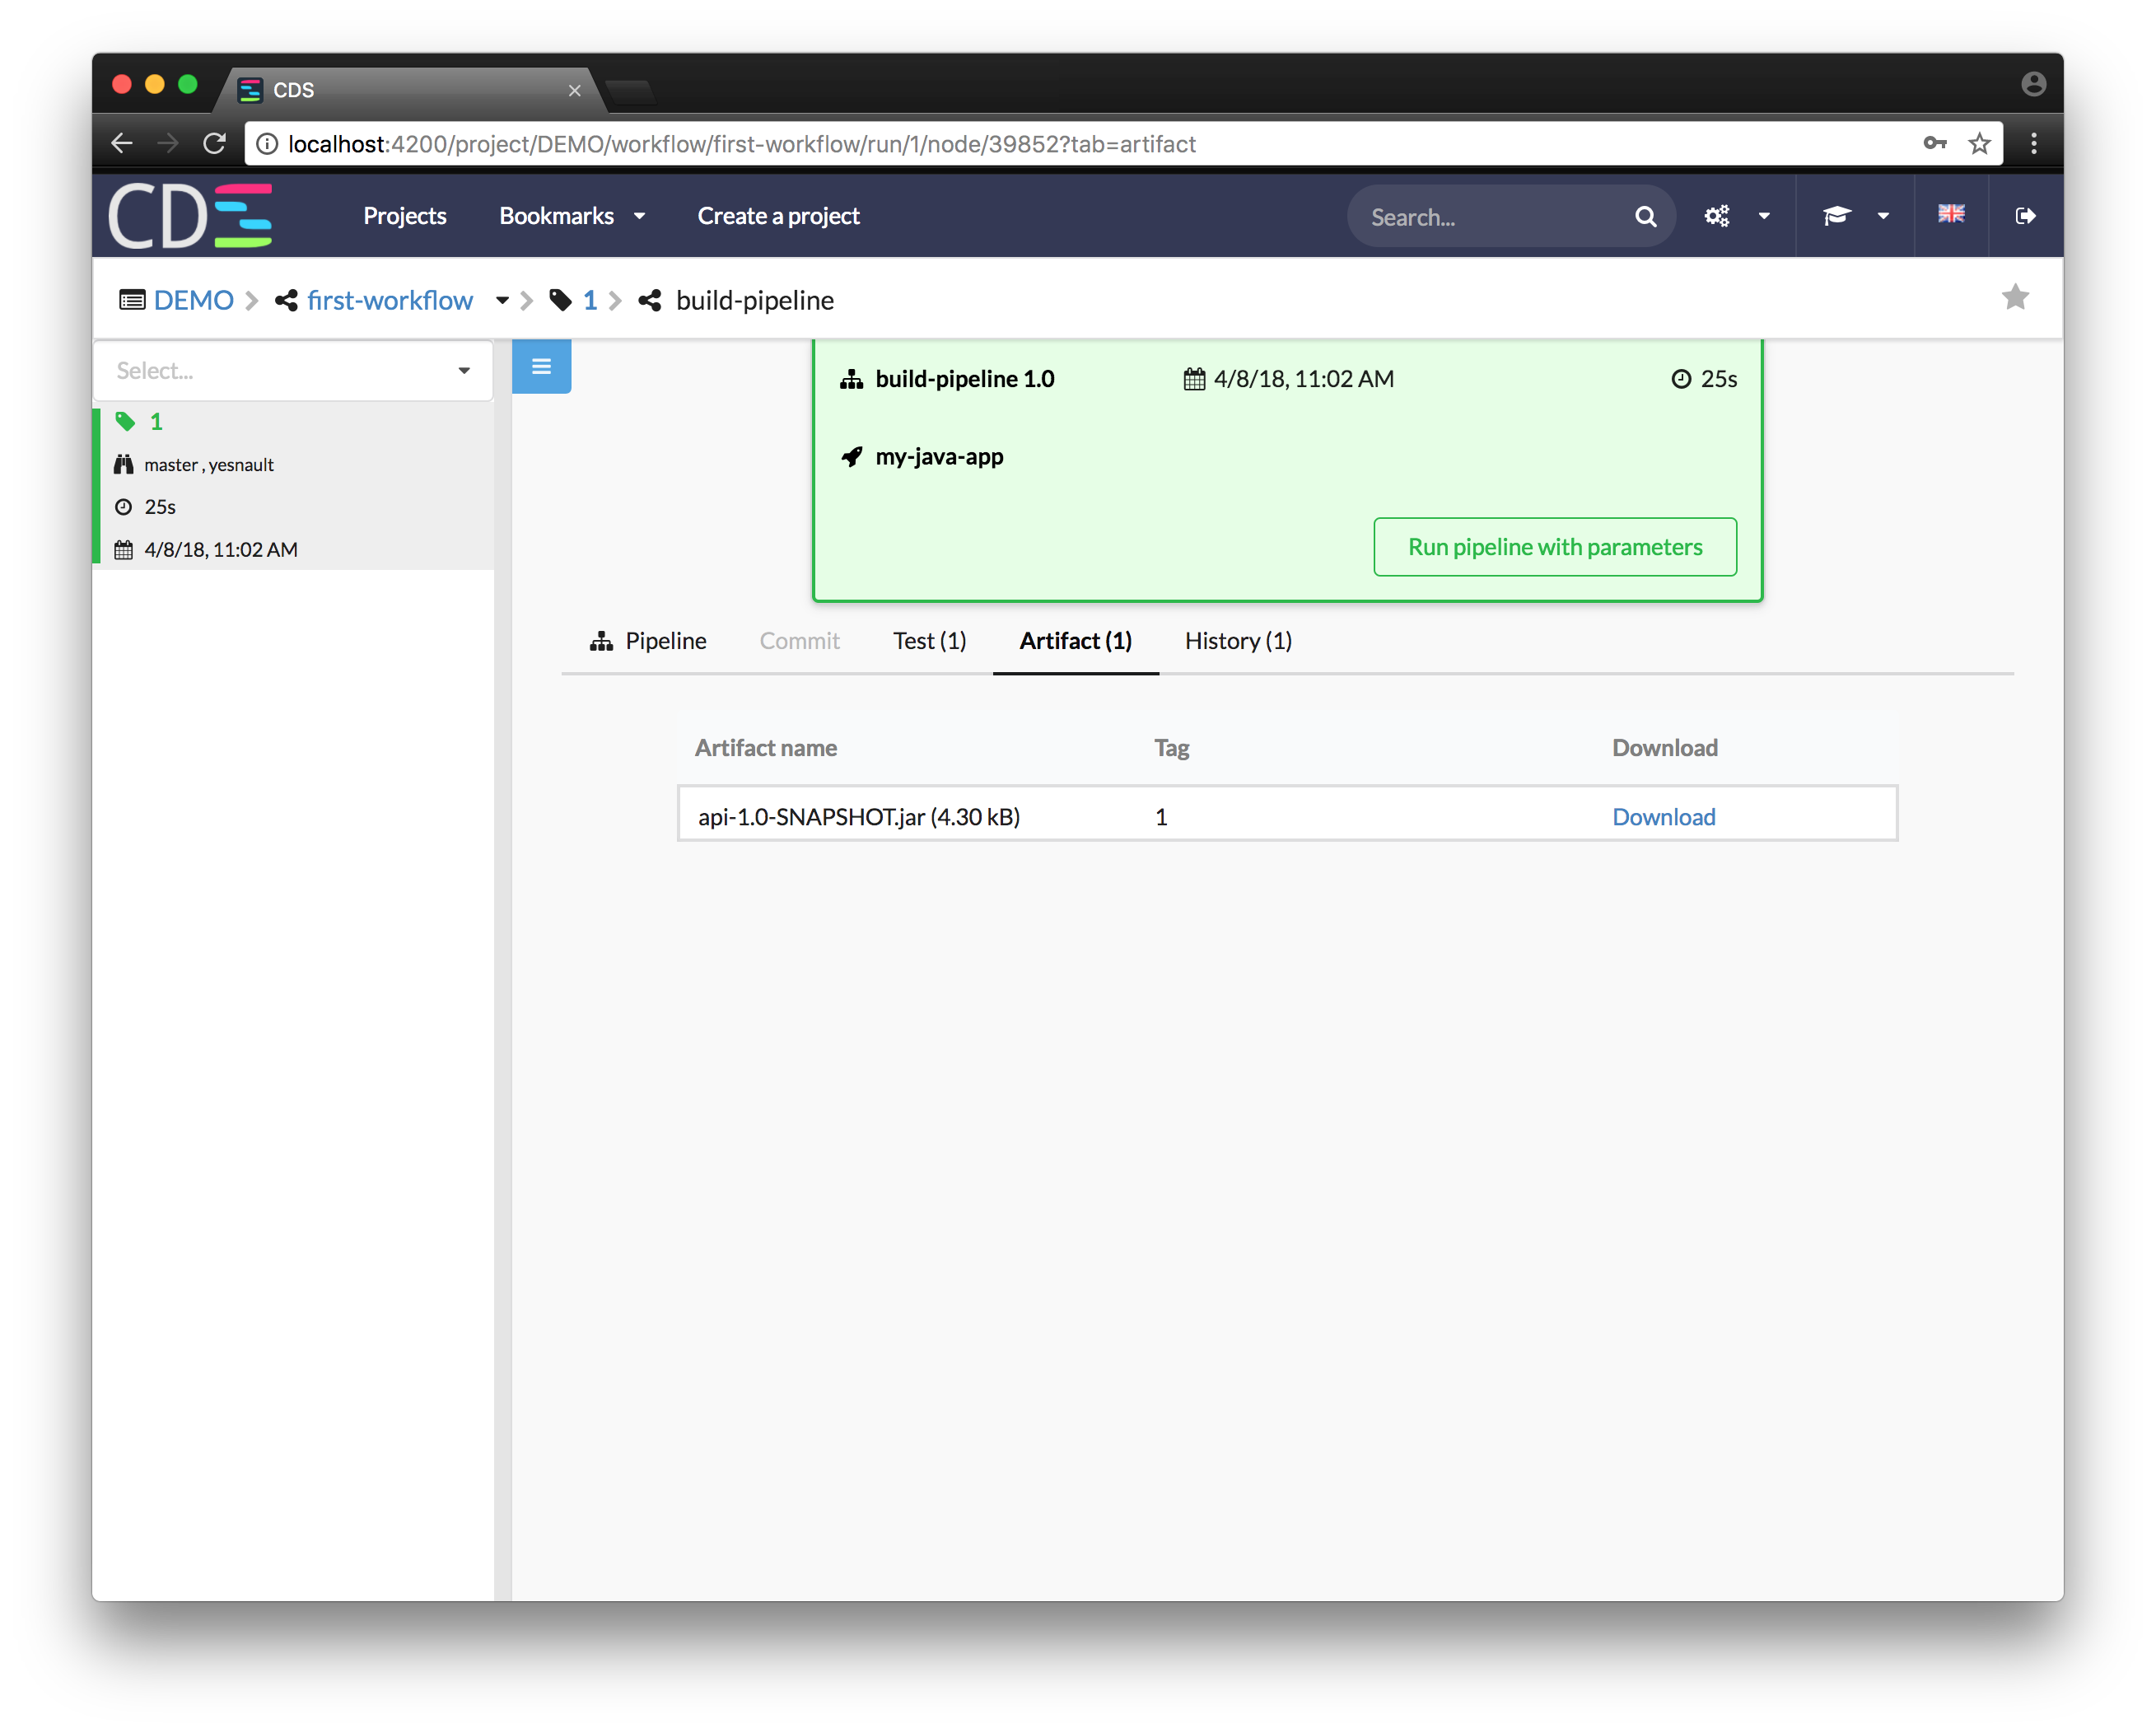 CDS
localhost:4200/project/DEMO/workflow/first-workflow/run/1/node/39852?tab=artifact
CDS Projects Bookmarks Create a project Search...
DEMO first-workflow 1 build-pipeline
Select...
1
master , yesnault
25s
4/8/18, 11:02 AM
build-pipeline 1.0 4/8/18, 11:02 AM 25s
my-java-app
Run pipeline with parameters
Pipeline Commit Test (1) Artifact (1) History (1)
Artifact name Tag Download
api-1.0-SNAPSHOT.jar (4.30 kB) 1 Download